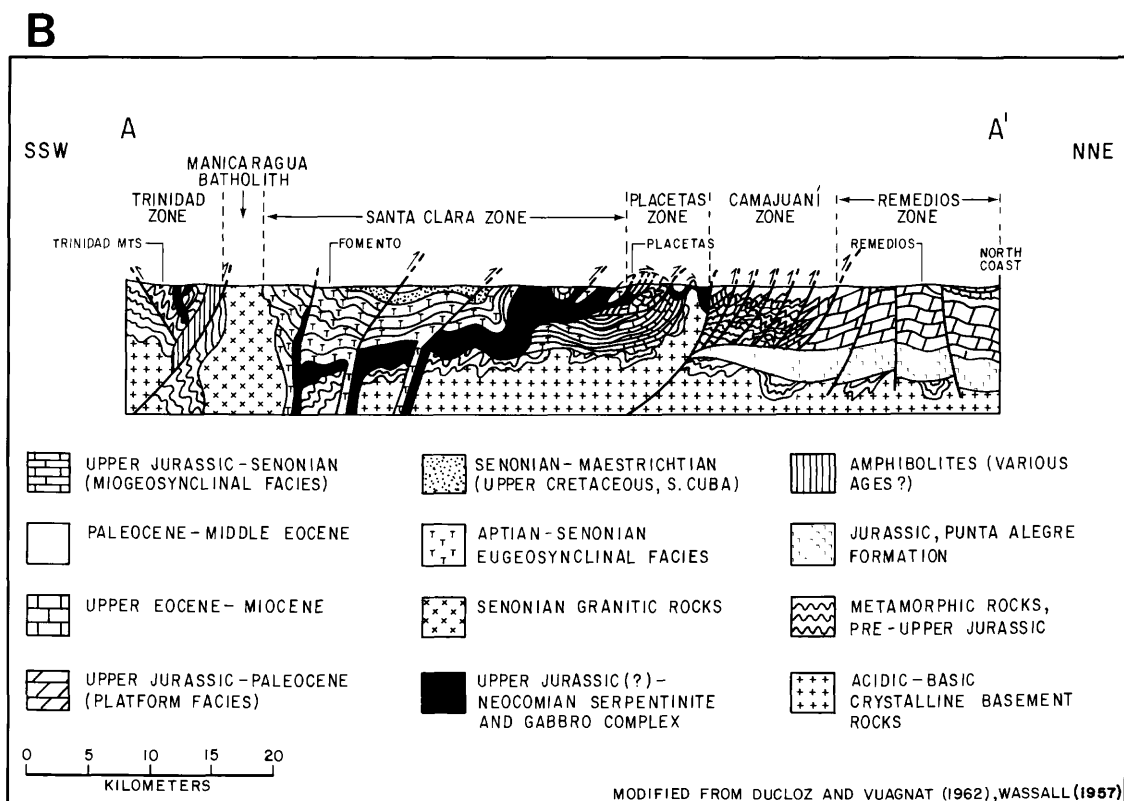 B
A
A'
SSW
NNE
MANICARAGUA
BATHOLITH
TRINIDAD
ZONE
SANTA CLARA ZONE
PLACETAS
ZONE
CAMAJUANÍ
ZONE
REMEDIOS
ZONE
TRINIDAD MTS
FOMENTO
PLACETAS
REMEDIOS
NORTH
COAST
UPPER JURASSIC-SENONIAN
(MIOGEOSYNCLINAL FACIES)
PALEOCENE-MIDDLE EOCENE
UPPER EOCENE-MIOCENE
UPPER JURASSIC-PALEOCENE
(PLATFORM FACIES)
SENONIAN-MAESTRICHTIAN
(UPPER CRETACEOUS, S. CUBA)
APTIAN-SENONIAN
EUGEOSYNCLINAL FACIES
SENONIAN GRANITIC ROCKS
UPPER JURASSIC(?)-
NEOCOMIAN SERPENTINITE
AND GABBRO COMPLEX
AMPHIBOLITES (VARIOUS
AGES?)
JURASSIC, PUNTA ALEGRE
FORMATION
METAMORPHIC ROCKS,
PRE-UPPER JURASSIC
ACIDIC-BASIC
CRYSTALLINE BASEMENT
ROCKS
0 5 10 15 20
KILOMETERS
MODIFIED FROM DUCLOZ AND VUAGNAT (1962), WASSALL (1957)